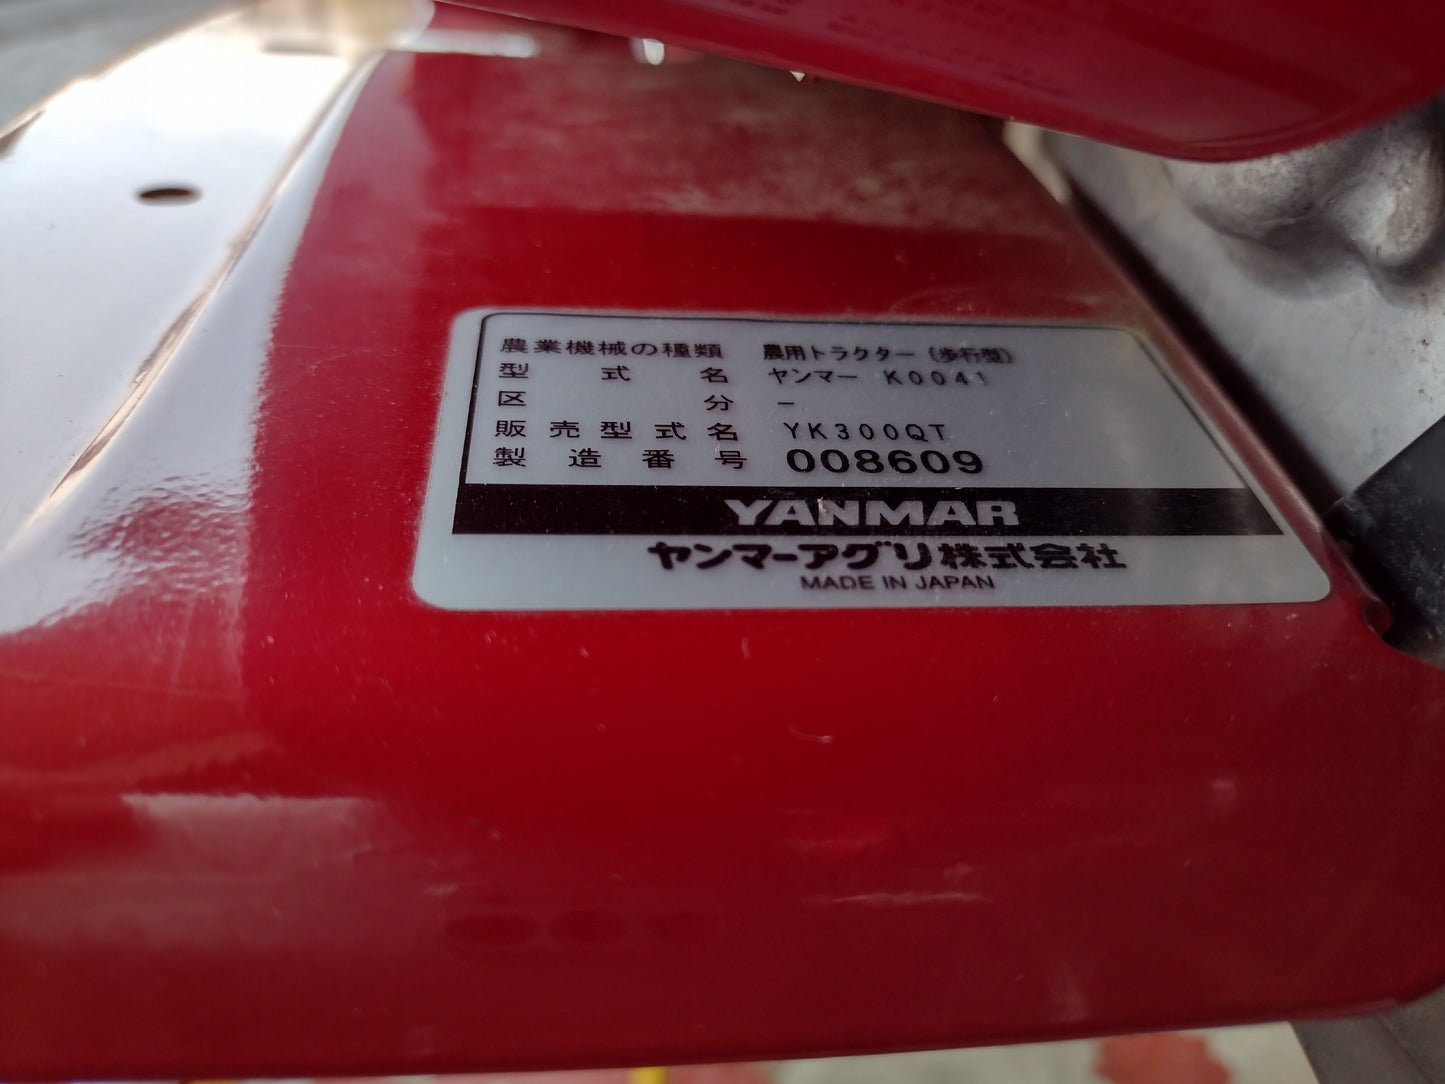 農業機械の種類 農用トラクター(歩行型)
型式名 ヤンマー K0041
区分 －
販売型式名 YK300QT
製造番号 008609
YANMAR
ヤンマーアグリ株式会社
MADE IN JAPAN